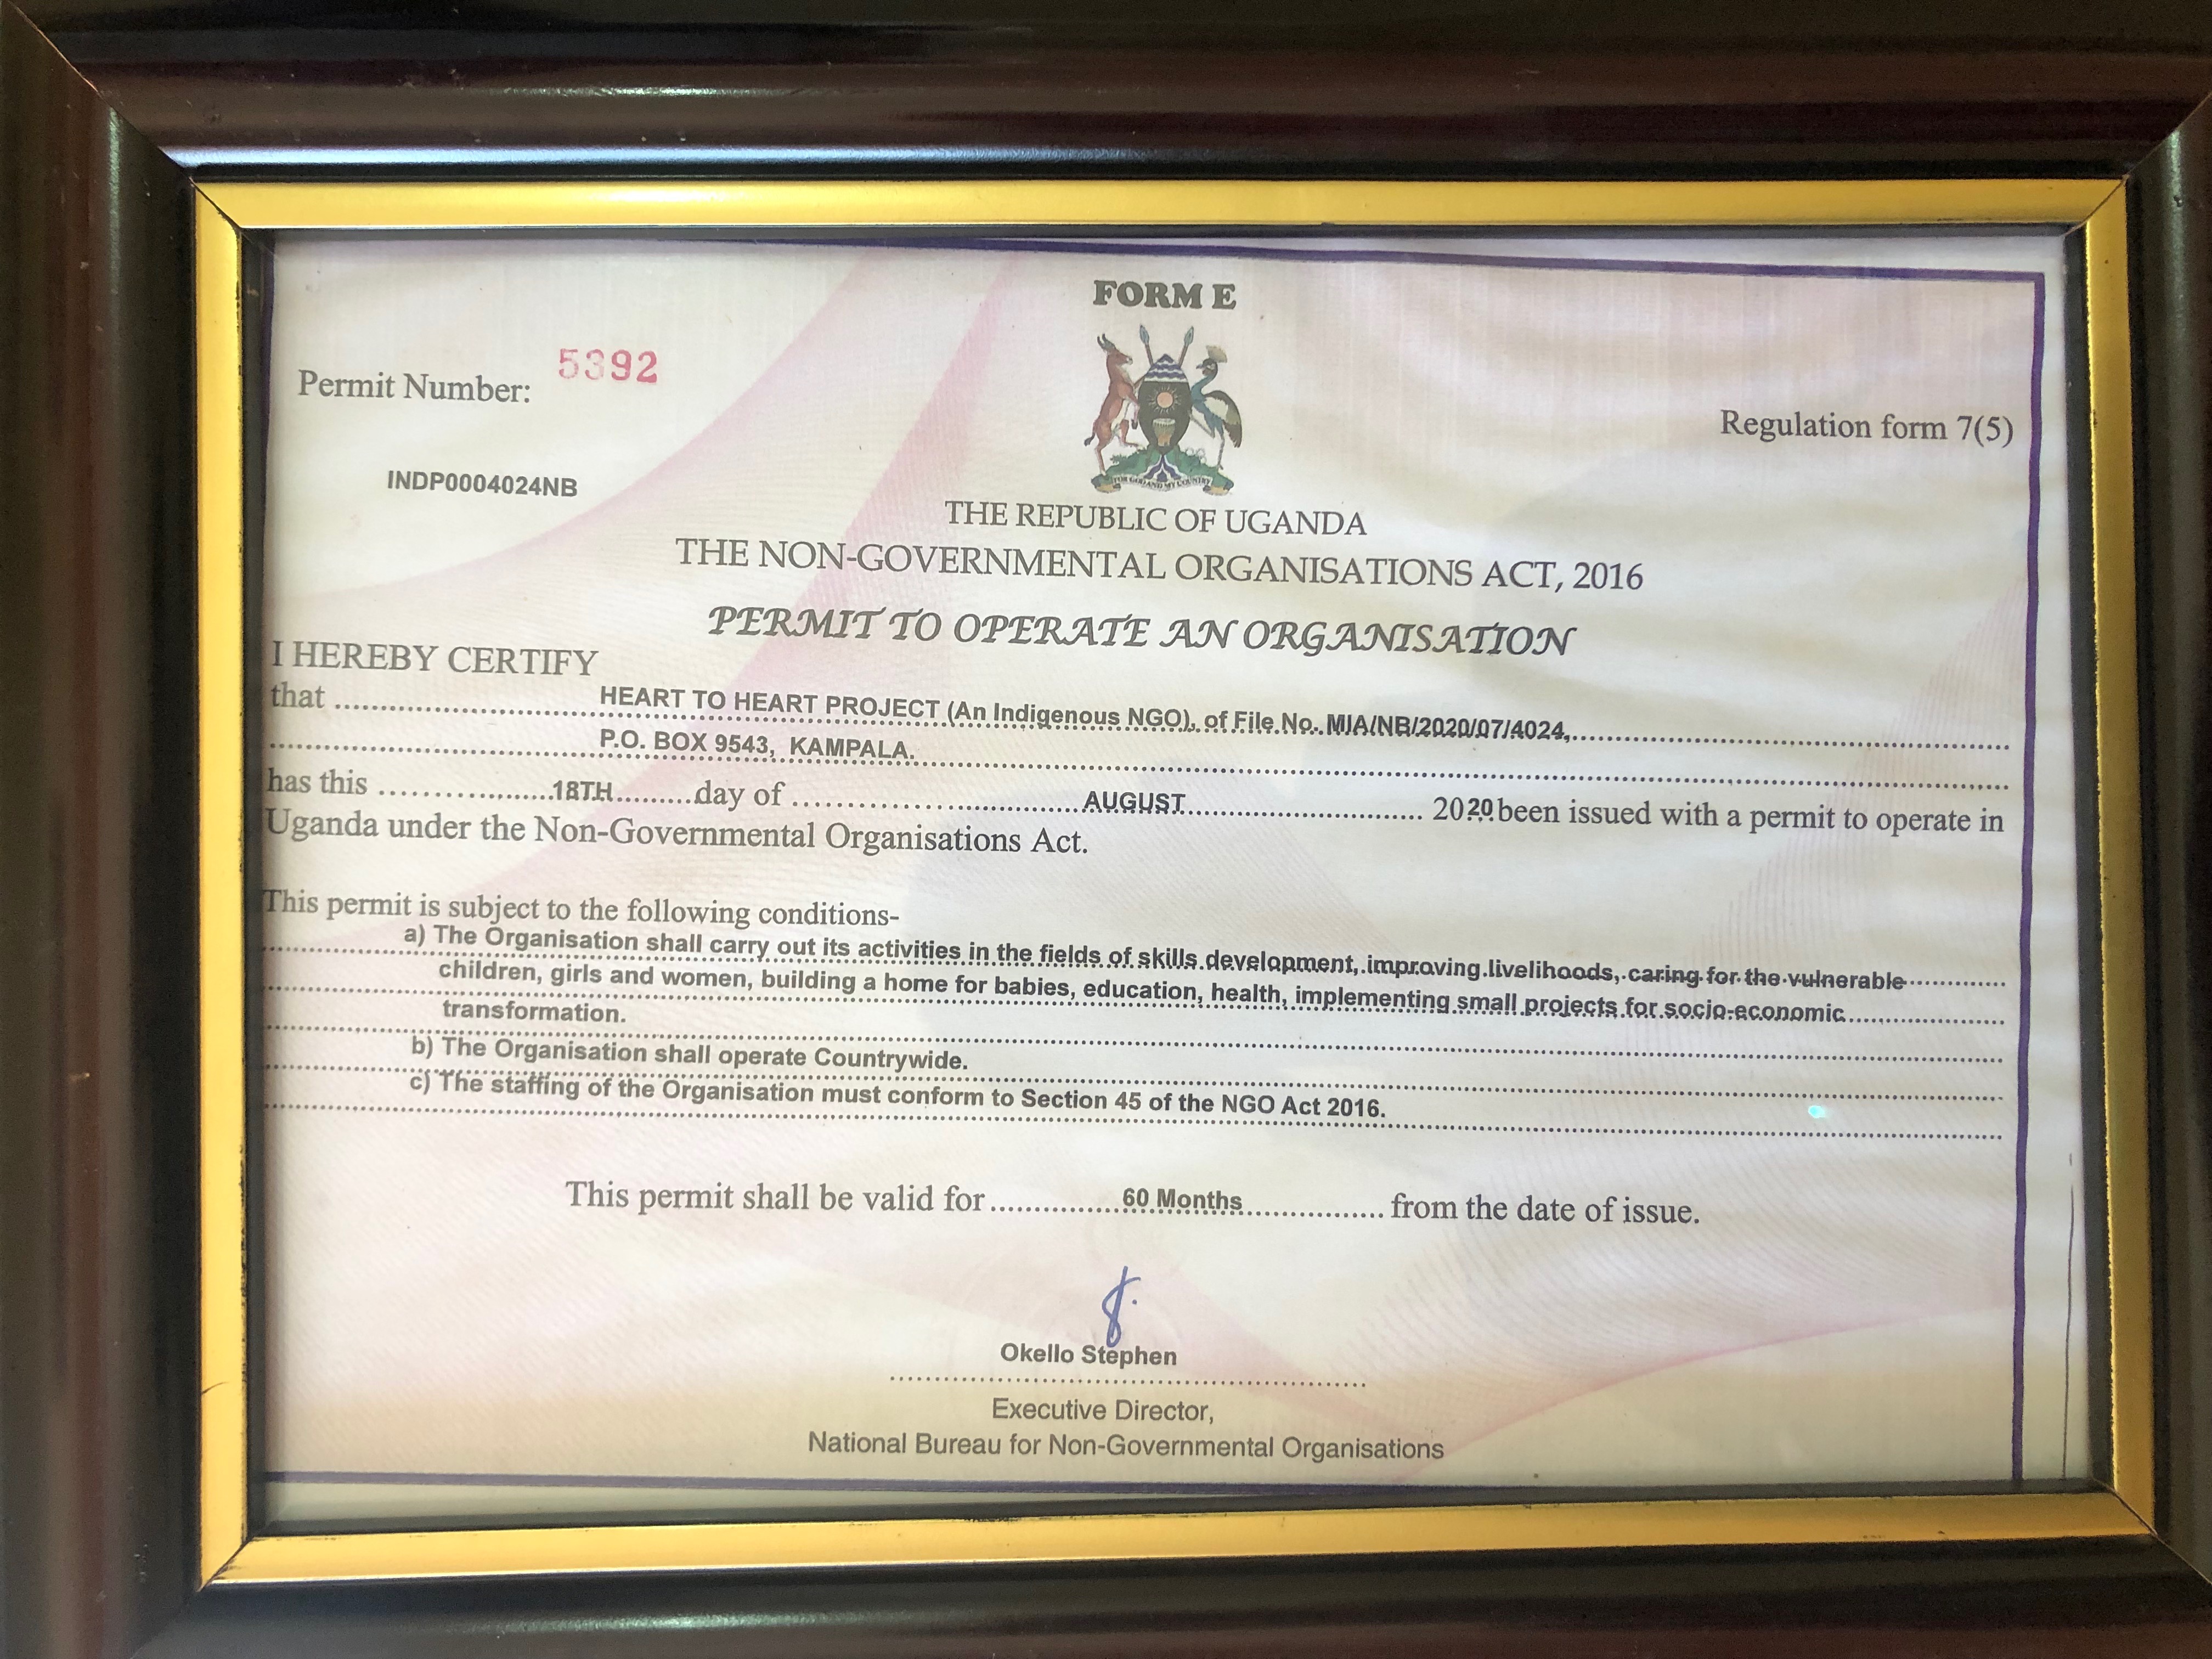 FORM E
Permit Number: 5392
Regulation form 7(5)
INDP0004024NB
FOR GOD AND MY COUNTRY
THE REPUBLIC OF UGANDA
THE NON-GOVERNMENTAL ORGANISATIONS ACT, 2016
PERMIT TO OPERATE AN ORGANISATION
I HEREBY CERTIFY
that HEART TO HEART PROJECT (An Indigenous NGO), of File No. MIA/NB/2020/07/4024,
P.O. BOX 9543, KAMPALA.
has this 18TH day of AUGUST 2020 been issued with a permit to operate in
Uganda under the Non-Governmental Organisations Act.
This permit is subject to the following conditions-
a) The Organisation shall carry out its activities in the fields of skills development, improving livelihoods, caring for the vulnerable
children, girls and women, building a home for babies, education, health, implementing small projects for socio-economic
transformation.
b) The Organisation shall operate Countrywide.
c) The staffing of the Organisation must conform to Section 45 of the NGO Act 2016.
This permit shall be valid for 60 Months from the date of issue.
Okello Stephen
Executive Director,
National Bureau for Non-Governmental Organisations